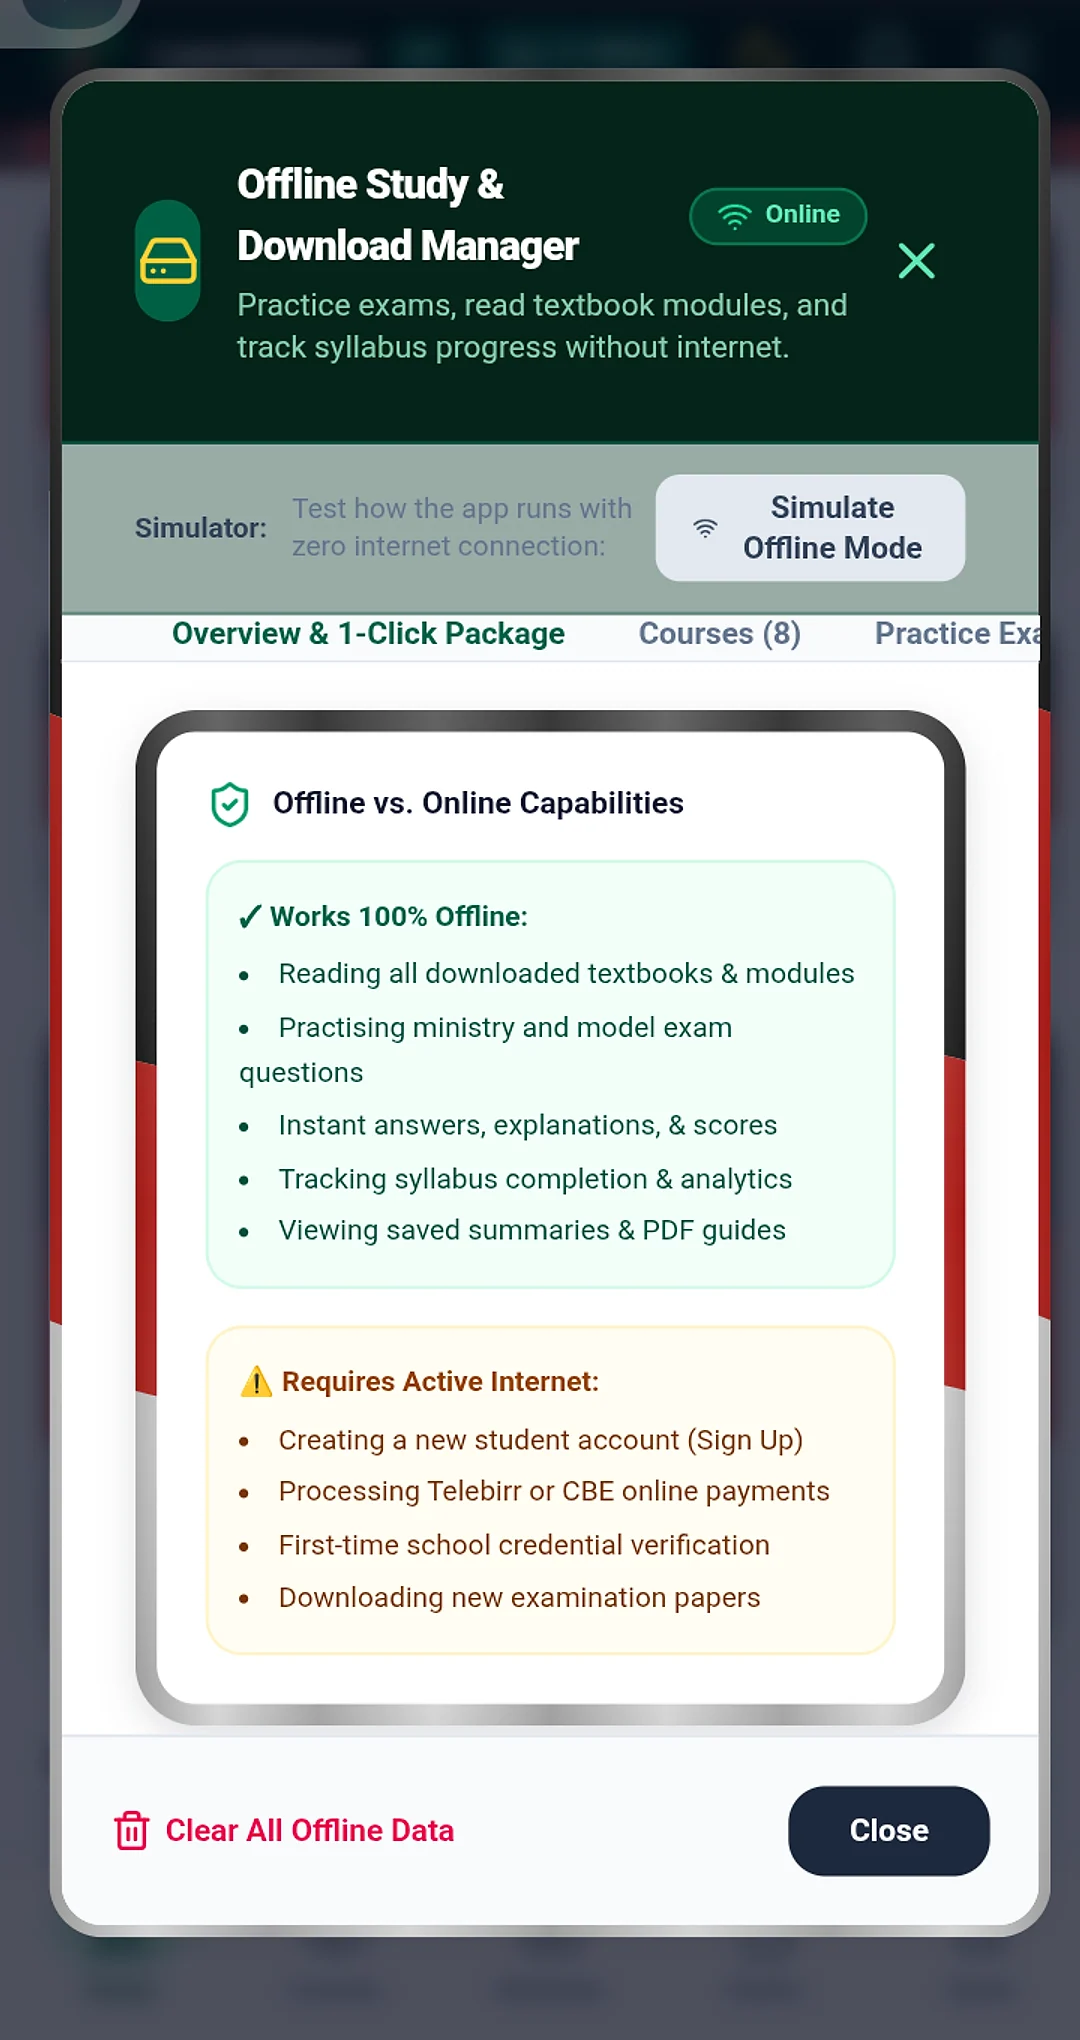 Offline Study &
Download Manager
Online
Practice exams, read textbook modules, and
track syllabus progress without internet.
Simulator:
Test how the app runs with
zero internet connection:
Simulate
Offline Mode
Overview & 1-Click Package
Courses (8)
Practice Exa
Offline vs. Online Capabilities
✓ Works 100% Offline:
• Reading all downloaded textbooks & modules
• Practising ministry and model exam
questions
• Instant answers, explanations, & scores
• Tracking syllabus completion & analytics
• Viewing saved summaries & PDF guides
⚠️ Requires Active Internet:
• Creating a new student account (Sign Up)
• Processing Telebirr or CBE online payments
• First-time school credential verification
• Downloading new examination papers
Clear All Offline Data
Close